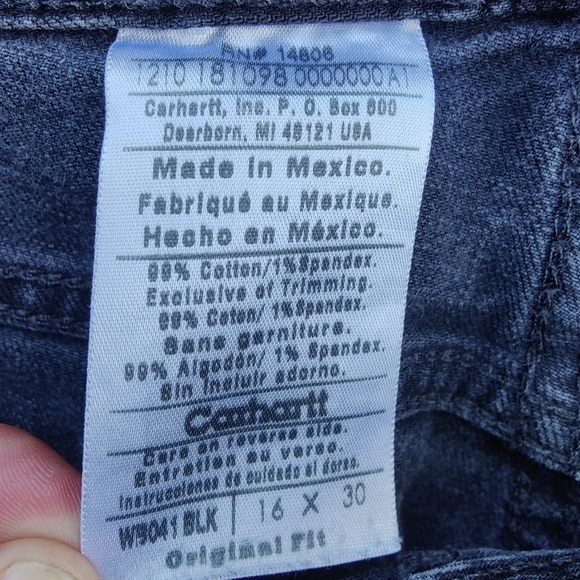 RN# 14806
1210 181098 0000000 A1
Carhartt, Inc. P. O. Box 600
Dearborn, MI 48121 USA
Made in Mexico.
Fabriqué au Mexique.
Hecho en México.
99% Cotton/1% Spandex.
Exclusive of Trimming.
99% Coton/ 1% Spandex.
Sans garniture.
99% Algodón/ 1% Spandex.
Sin incluir adorno.
Carhartt
Care on reverse side.
Entretien au verso.
Instrucciones de cuidado al dorso.
WB041 BLK 16 X 30
Original Fit